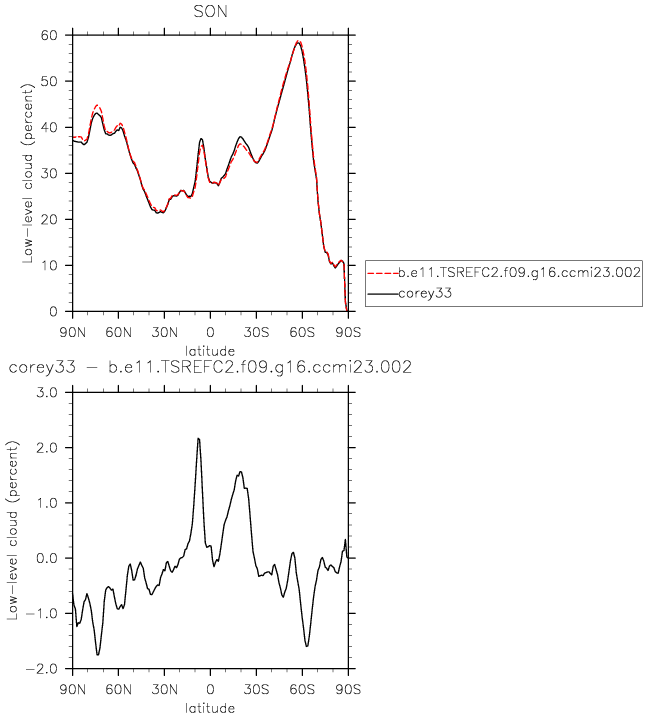 SON
60
50
40
30
20
10
0
Low-level cloud (percent)
90N 60N 30N 0 30S 60S 90S
latitude
b.e11.TSREFC2.f09.g16.ccmi23.002
corey33
corey33 - b.e11.TSREFC2.f09.g16.ccmi23.002
3.0
2.0
1.0
0.0
-1.0
-2.0
Low-level cloud (percent)
90N 60N 30N 0 30S 60S 90S
latitude